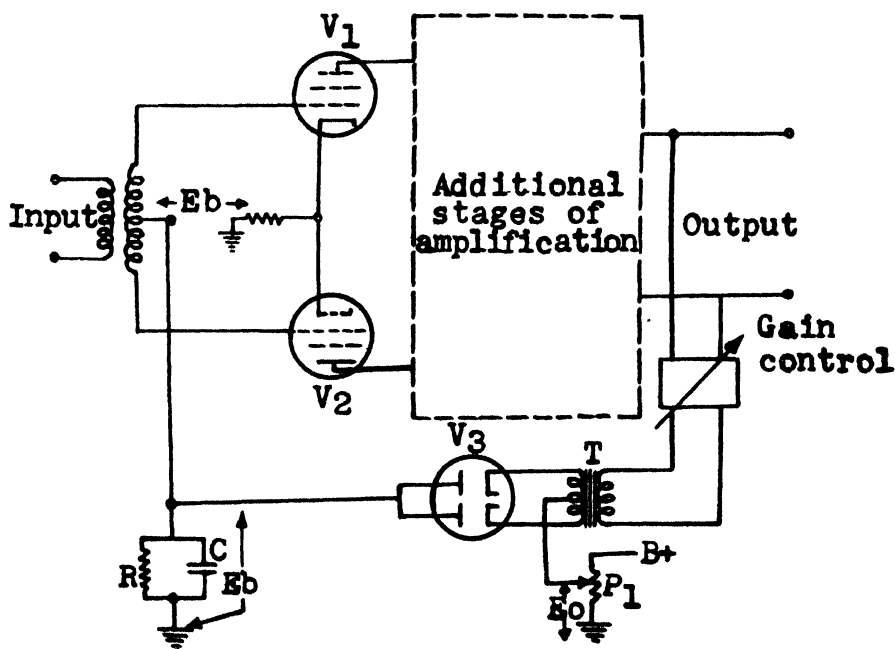 V1
Eb
Input
Additional
stages of
amplification
Output
Gain
control
V2
V3
T
B+
R
C
Eb
P1
Eo